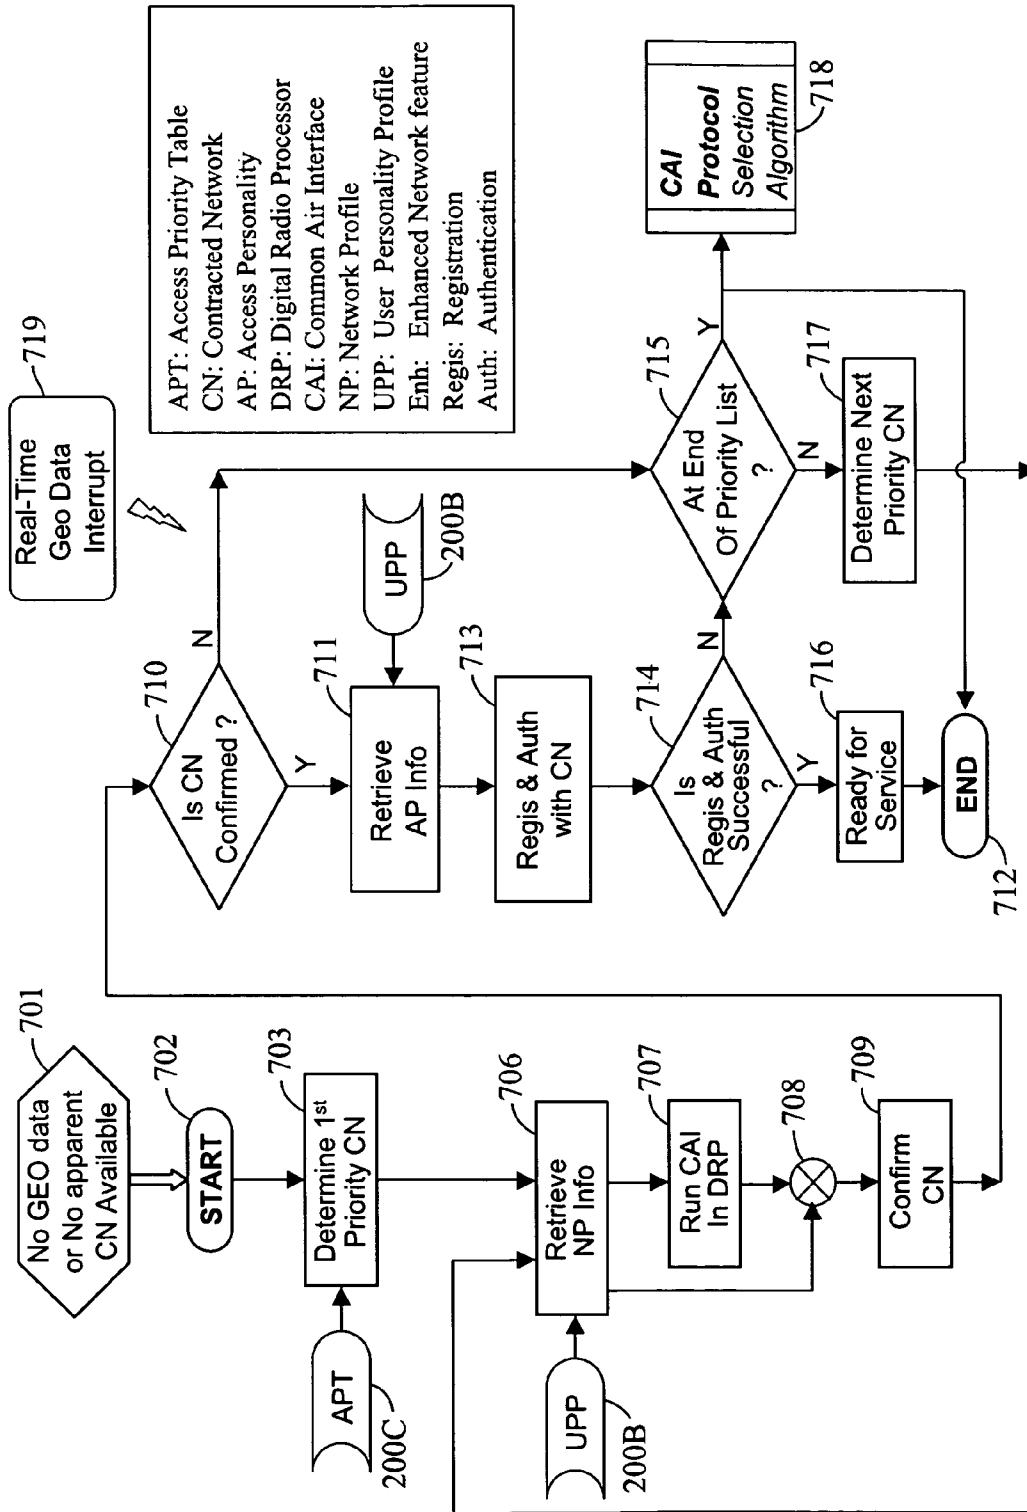 No GEO data
or No apparent
CN Available
701
START
702
Determine 1st
Priority CN
703
APT
200C
Retrieve
NP Info
706
UPP
200B
Run CAI
In DRP
707
708
Confirm
CN
709
Is CN
Confirmed ?
710
N
Y
Retrieve
AP Info
711
UPP
200B
Regis & Auth
with CN
713
Is
Regis & Auth
Successful
?
714
N
Y
Ready for
Service
716
END
712
At End
Of Priority List
?
715
Y
N
Determine Next
Priority CN
717
CAI
Protocol
Selection
Algorithm
718
Real-Time
Geo Data
Interrupt
719
APT: Access Priority Table
CN: Contracted Network
AP: Access Personality
DRP: Digital Radio Processor
CAI: Common Air Interface
NP: Network Profile
UPP: User Personality Profile
Enh: Enhanced Network feature
Regis: Registration
Auth: Authentication